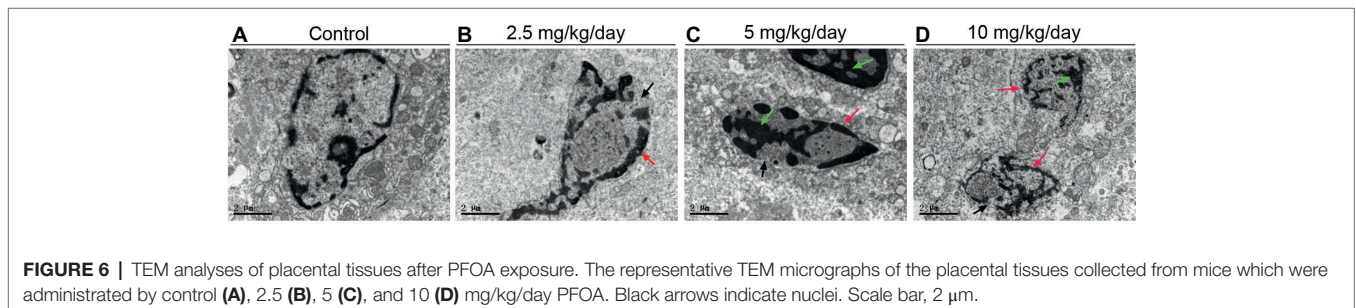 A Control
B 2.5 mg/kg/day
C 5 mg/kg/day
D 10 mg/kg/day
2 μm
2 μm
2 μm
2 μm
FIGURE 6 | TEM analyses of placental tissues after PFOA exposure. The representative TEM micrographs of the placental tissues collected from mice which were
administrated by control (A), 2.5 (B), 5 (C), and 10 (D) mg/kg/day PFOA. Black arrows indicate nuclei. Scale bar, 2 μm.